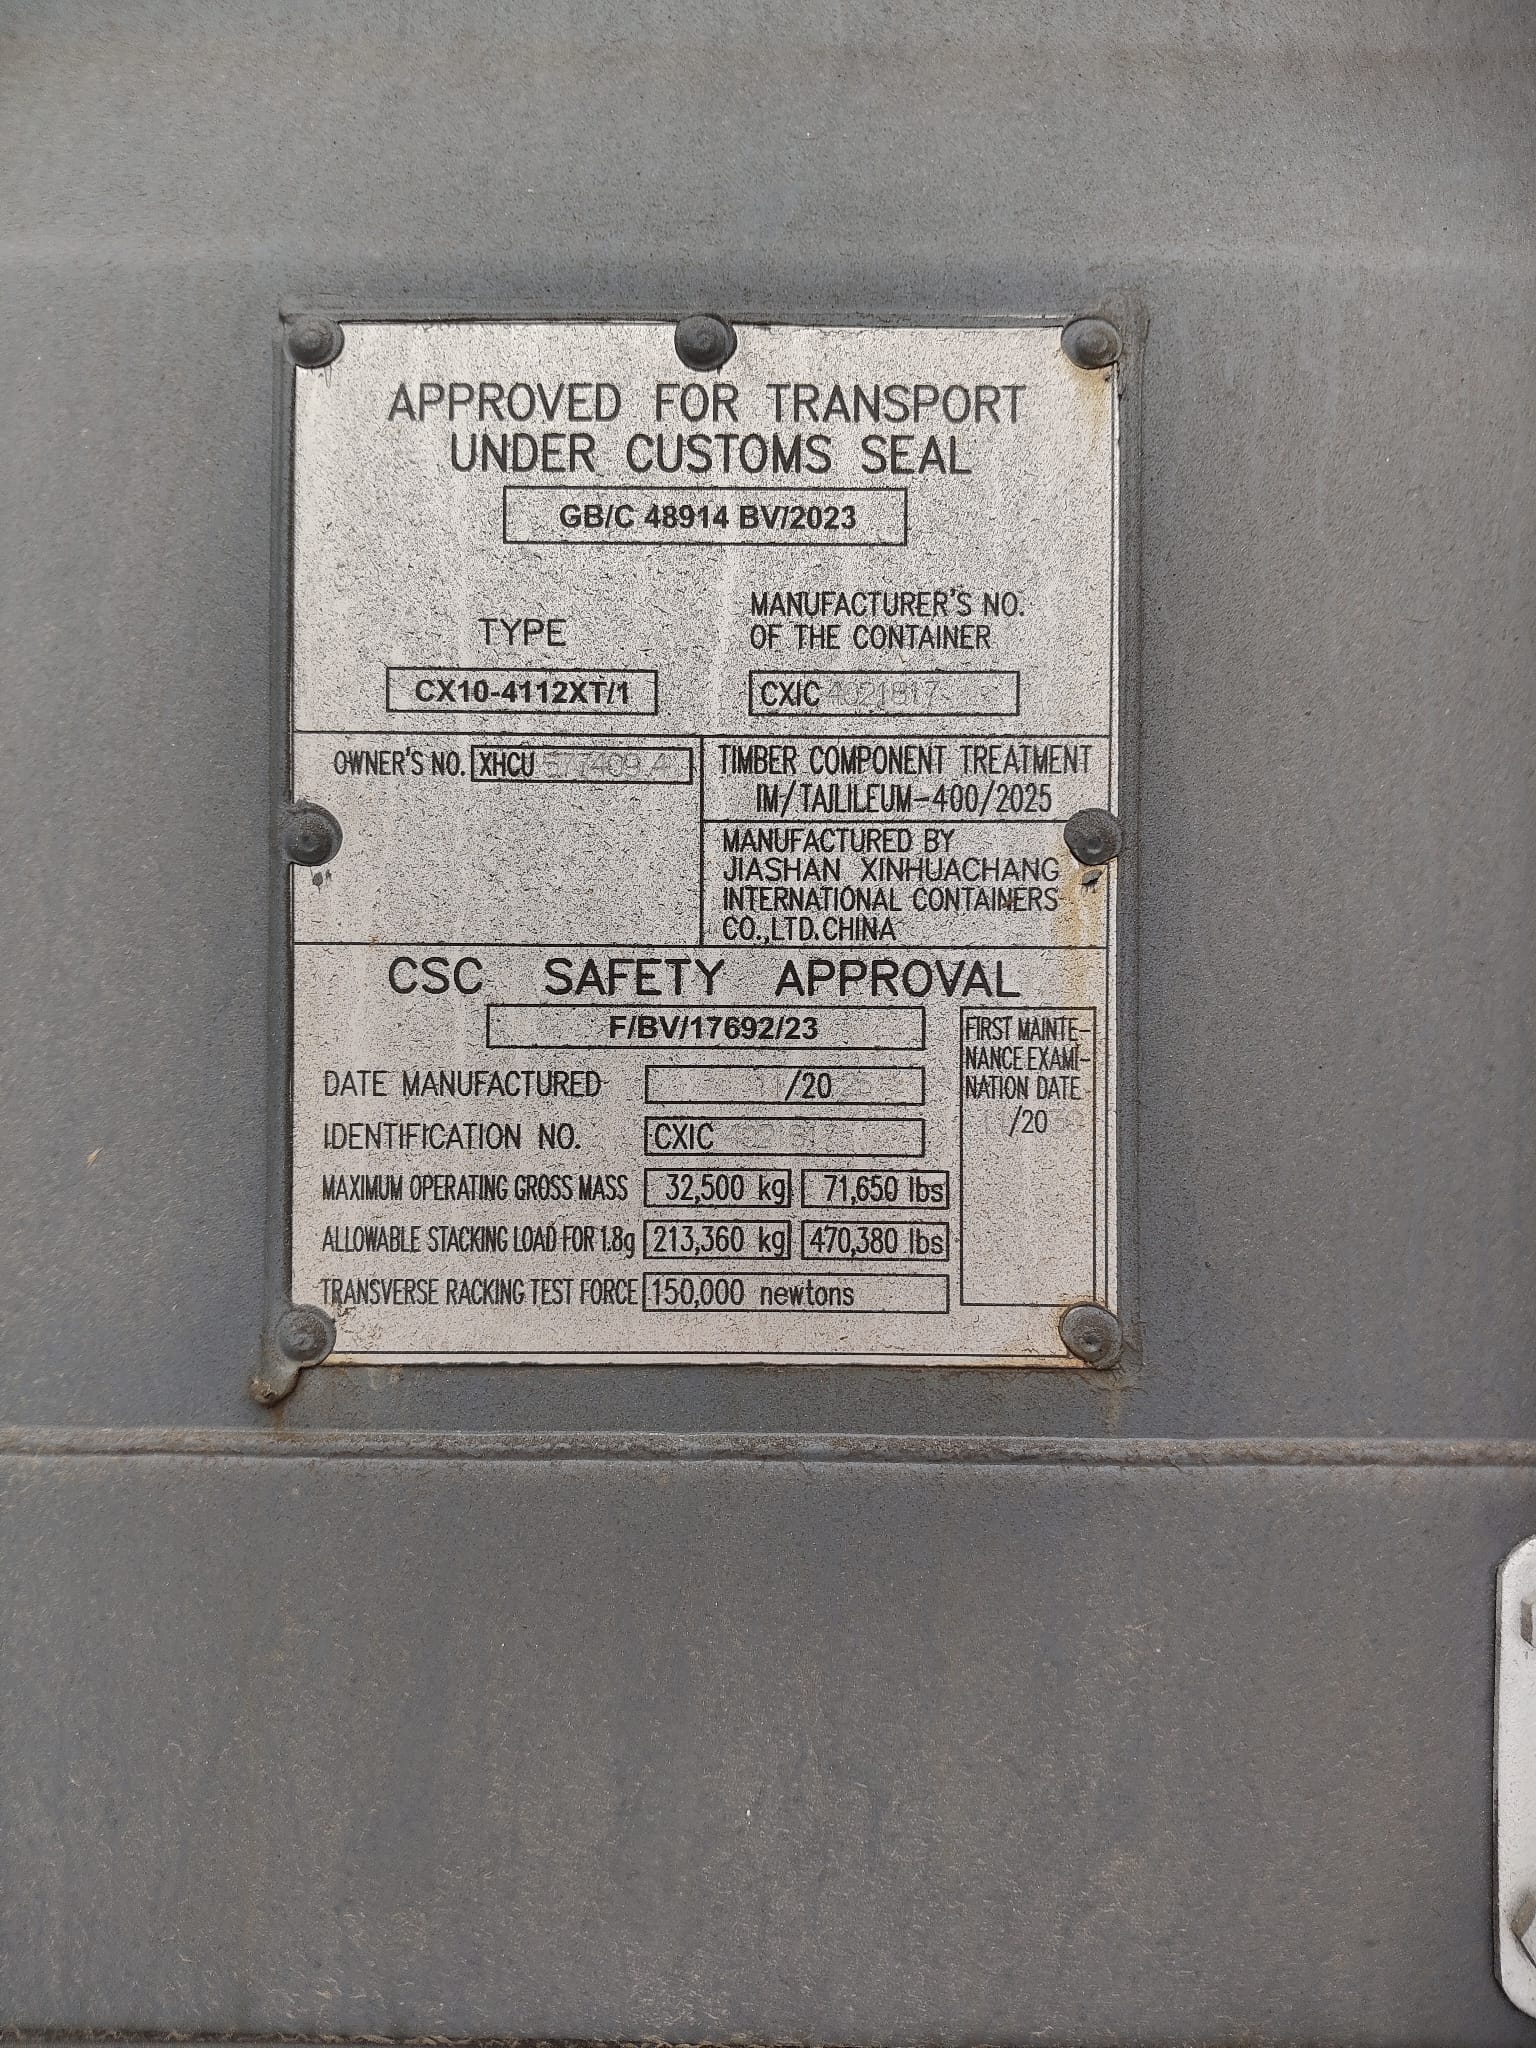 APPROVED FOR TRANSPORT
UNDER CUSTOMS SEAL
GB/C 48914 BV/2023
TYPE
CX10-4112XT/1
MANUFACTURER'S NO.
OF THE CONTAINER
CXIC
OWNER'S NO. XHCU
TIMBER COMPONENT TREATMENT
IM/TAJLILEUM-400/2025
MANUFACTURED BY
JIASHAN XINHUACHANG
INTERNATIONAL CONTAINERS
CO.,LTD.CHINA
CSC SAFETY APPROVAL
F/BV/17692/23
DATE MANUFACTURED /20
IDENTIFICATION NO. CXIC
MAXIMUM OPERATING GROSS MASS 32,500 kg 71,650 lbs
ALLOWABLE STACKING LOAD FOR 1.8g 213,360 kg 470,380 lbs
TRANSVERSE RACKING TEST FORCE 150,000 newtons
FIRST MAINTE-
NANCE EXAMI-
NATION DATE
/20